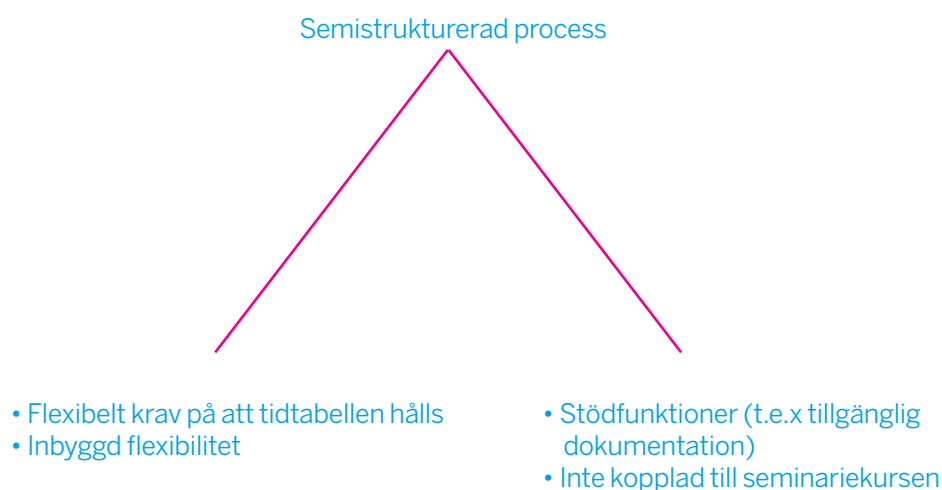 Semistrukturerad process
• Flexibelt krav på att tidtabellen hålls
• Inbyggd flexibilitet
• Stödfunktioner (t.e.x tillgänglig
dokumentation)
• Inte kopplad till seminariekursen